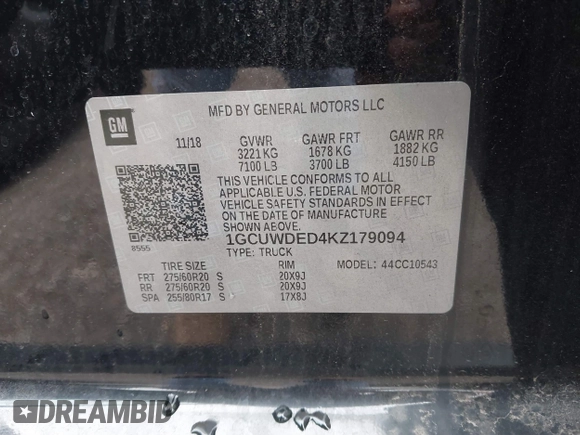 MFD BY GENERAL MOTORS LLC
GM
11/18 GVWR GAWR FRT GAWR RR
3221 KG 1678 KG 1882 KG
7100 LB 3700 LB 4150 LB
THIS VEHICLE CONFORMS TO ALL
APPLICABLE U.S. FEDERAL MOTOR
VEHICLE SAFETY STANDARDS IN EFFECT
ON THE DATE OF MANUFACTURE
SHOWN ABOVE.
1GCUWDED4KZ179094
8555 TYPE: TRUCK MODEL: 44CC10543
TIRE SIZE RIM
FRT 275/60R20 S 20X9J
RR 275/60R20 S 20X9J
SPA 255/80R17 S 17X8J
DREAMBID